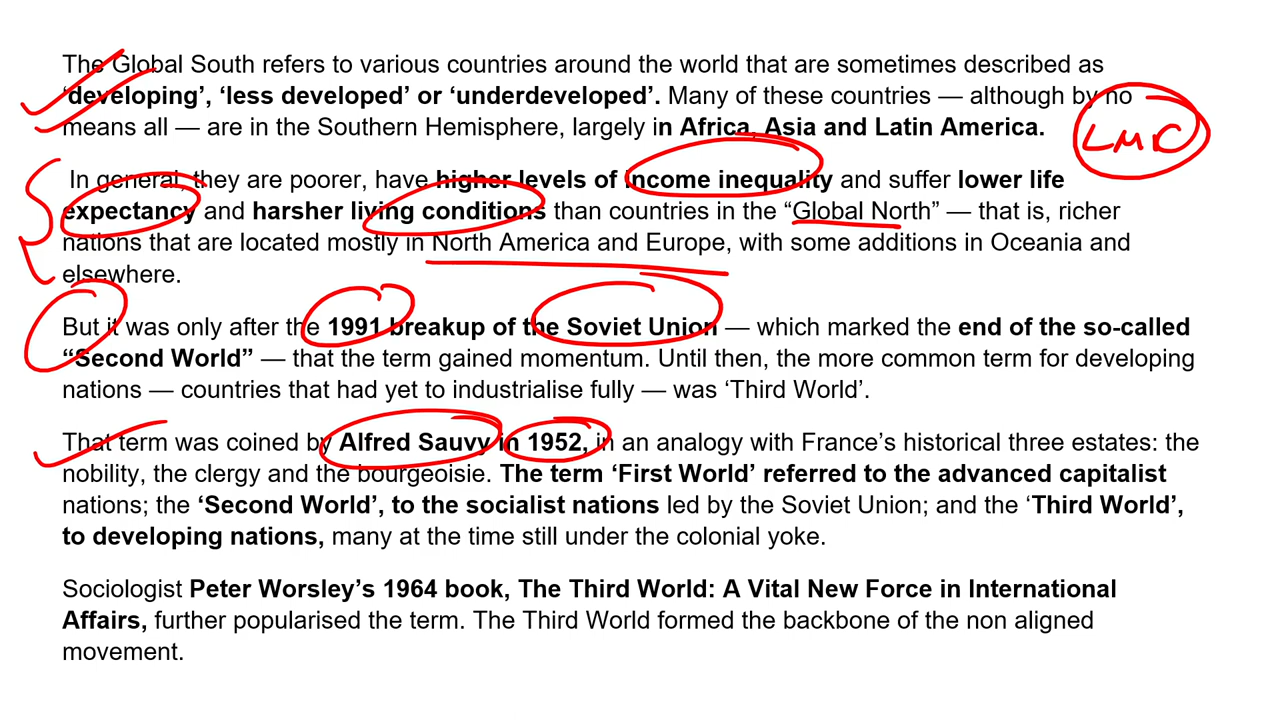 The Global South refers to various countries around the world that are sometimes described as
‘developing’, ‘less developed’ or ‘underdeveloped’. Many of these countries — although by no
means all — are in the Southern Hemisphere, largely in Africa, Asia and Latin America.
LMIC
In general, they are poorer, have higher levels of income inequality and suffer lower life
expectancy and harsher living conditions than countries in the “Global North” — that is, richer
nations that are located mostly in North America and Europe, with some additions in Oceania and
elsewhere.
But it was only after the 1991 breakup of the Soviet Union — which marked the end of the so-called
“Second World” — that the term gained momentum. Until then, the more common term for developing
nations — countries that had yet to industrialise fully — was ‘Third World’.
That term was coined by Alfred Sauvy in 1952, in an analogy with France’s historical three estates: the
nobility, the clergy and the bourgeoisie. The term ‘First World’ referred to the advanced capitalist
nations; the ‘Second World’, to the socialist nations led by the Soviet Union; and the ‘Third World’,
to developing nations, many at the time still under the colonial yoke.
Sociologist Peter Worsley’s 1964 book, The Third World: A Vital New Force in International
Affairs, further popularised the term. The Third World formed the backbone of the non aligned
movement.